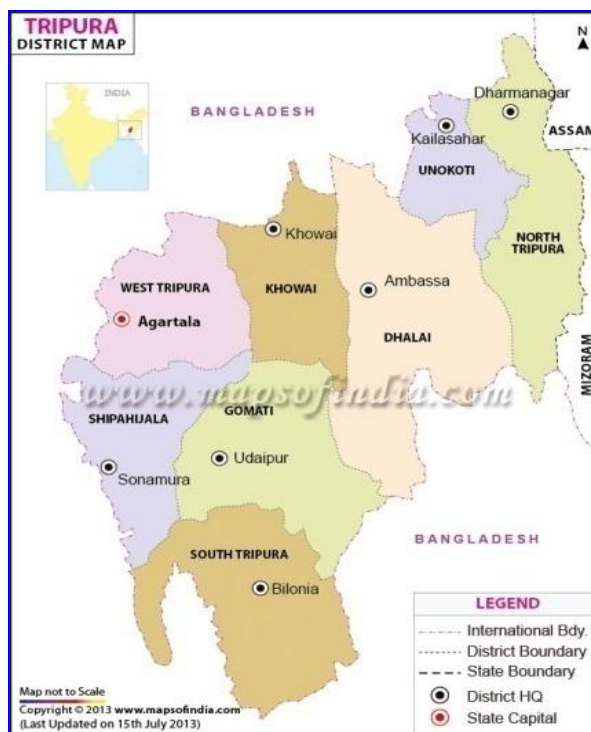 TRIPURA
DISTRICT MAP
N
INDIA
BANGLADESH
Dharmanagar
ASSAM
Kailasahar
UNOKOTI
NORTH
TRIPURA
Khowai
WEST TRIPURA
KHOWAI
Ambassa
Agartala
DHALAI
MIZORAM
www.mapsofindia.com
SHIPAHIJALA
GOMATI
Udaipur
Sonamura
BANGLADESH
SOUTH TRIPURA
Bilonia
LEGEND
International Bdy.
District Boundary
State Boundary
District HQ
State Capital
Map not to Scale
Copyright © 2013 www.mapsofindia.com
(Last Updated on 15th July 2013)